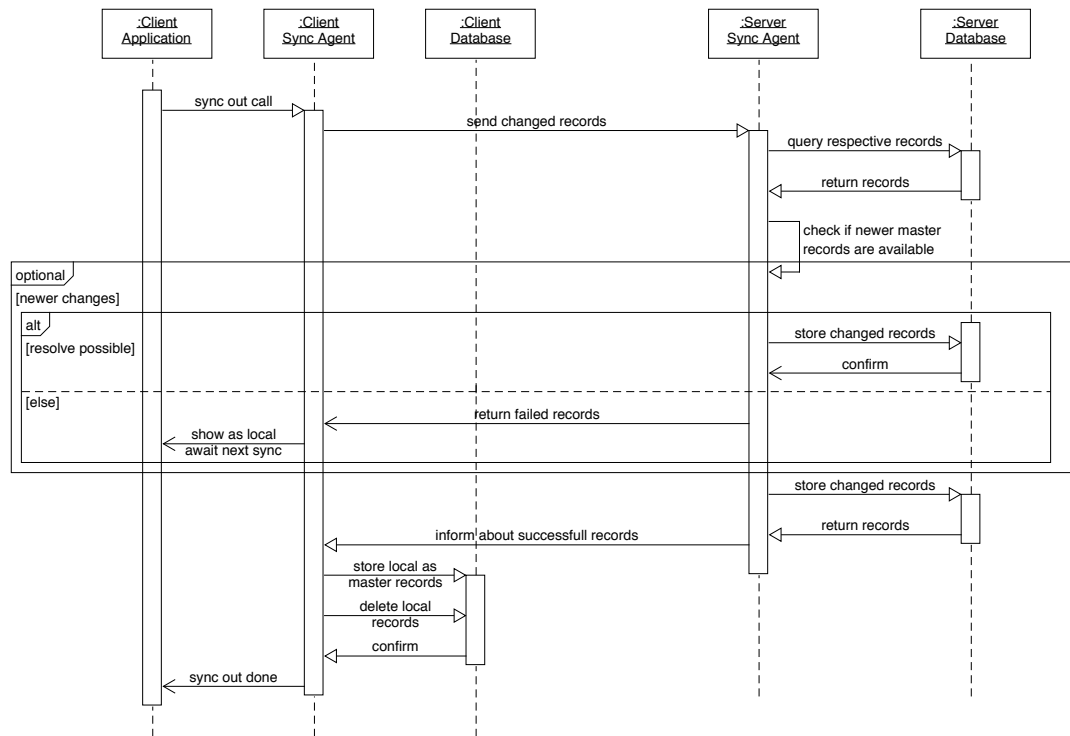 :Client
Application
:Client
Sync Agent
:Client
Database
:Server
Sync Agent
:Server
Database
sync out call
send changed records
query respective records
return records
check if newer master
records are available
optional
[newer changes]
alt
[resolve possible]
store changed records
confirm
[else]
return failed records
show as local
await next sync
store changed records
return records
inform about successfull records
store local as
master records
delete local
records
confirm
sync out done